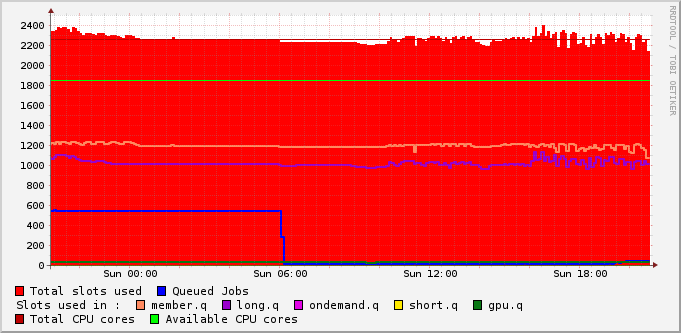 RRDTOOL / TOBI OETIKER
2400
2200
2000
1800
1600
1400
1200
1000
800
600
400
200
0
Sun 00:00 Sun 06:00 Sun 12:00 Sun 18:00
Total slots used Queued Jobs
Slots used in : member.q long.q ondemand.q short.q gpu.q
Total CPU cores Available CPU cores